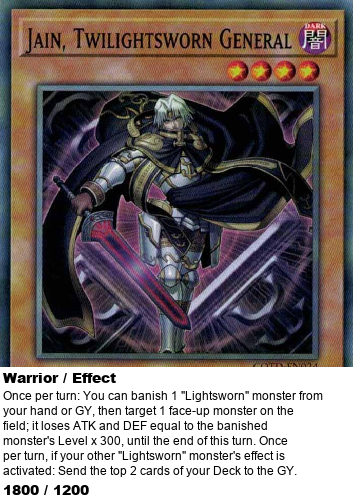 JAIN, TWILIGHTSWORN GENERAL
DARK
闇
COTD-EN024
Warrior / Effect
Once per turn: You can banish 1 "Lightsworn" monster from
your hand or GY, then target 1 face-up monster on the
field; it loses ATK and DEF equal to the banished
monster's Level x 300, until the end of this turn. Once
per turn, if your other "Lightsworn" monster's effect is
activated: Send the top 2 cards of your Deck to the GY.
1800 / 1200